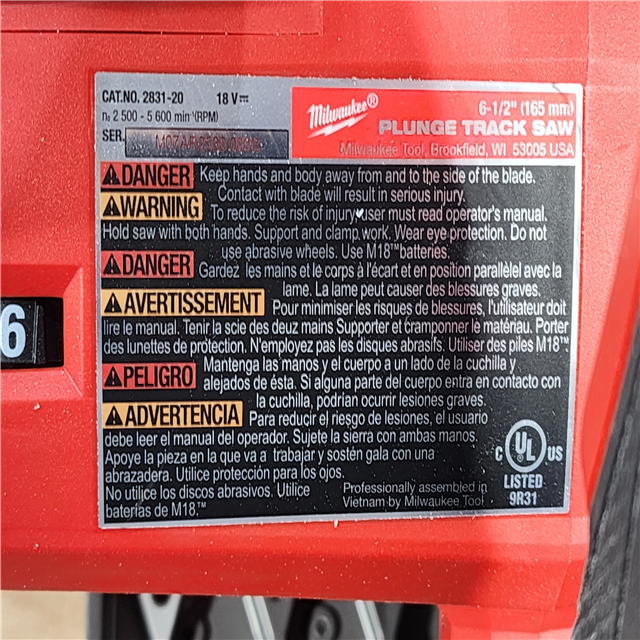 CAT.NO. 2831-20 18 V⎓
n₀ 2 500 - 5 600 min⁻¹(RPM)
SER.
Milwaukee®
6-1/2" (165 mm)
PLUNGE TRACK SAW
Milwaukee Tool, Brookfield, WI 53005 USA
DANGER Keep hands and body away from and to the side of the blade.
Contact with blade will result in serious injury.
WARNING To reduce the risk of injury user must read operator's manual.
Hold saw with both hands. Support and clamp work. Wear eye protection. Do not
use abrasive wheels. Use M18™ batteries.
DANGER Gardez les mains et le corps à l'écart et en position parallèlel avec la
lame. La lame peut causer des blessures graves.
AVERTISSEMENT Pour minimiser les risques de blessures, l'utilisateur doit
lire le manual. Tenir la scie des deuz mains Supporter et cramponner le matériau. Porter
des lunettes de protection. N'employez pas les disques abrasifs. Utiliser des piles M18™.
PELIGRO Mantenga las manos y el cuerpo a un lado de la cuchilla y
alejados de ésta. Si alguna parte del cuerpo entra en contacto con
la cuchilla, podrían ocurrir lesiones graves.
ADVERTENCIA Para reducir el riesgo de lesiones, el usuario
debe leer el manual del operador. Sujete la sierra con ambas manos.
Apoye la pieza en la que va a trabajar y sostén gala con una
abrazadera. Utilice protección para los ojos.
No utilice los discos abrasivos. Utilice
baterías de M18.™
Professionally assembled in
Vietnam by Milwaukee Tool
C UL US
LISTED
9R31
6